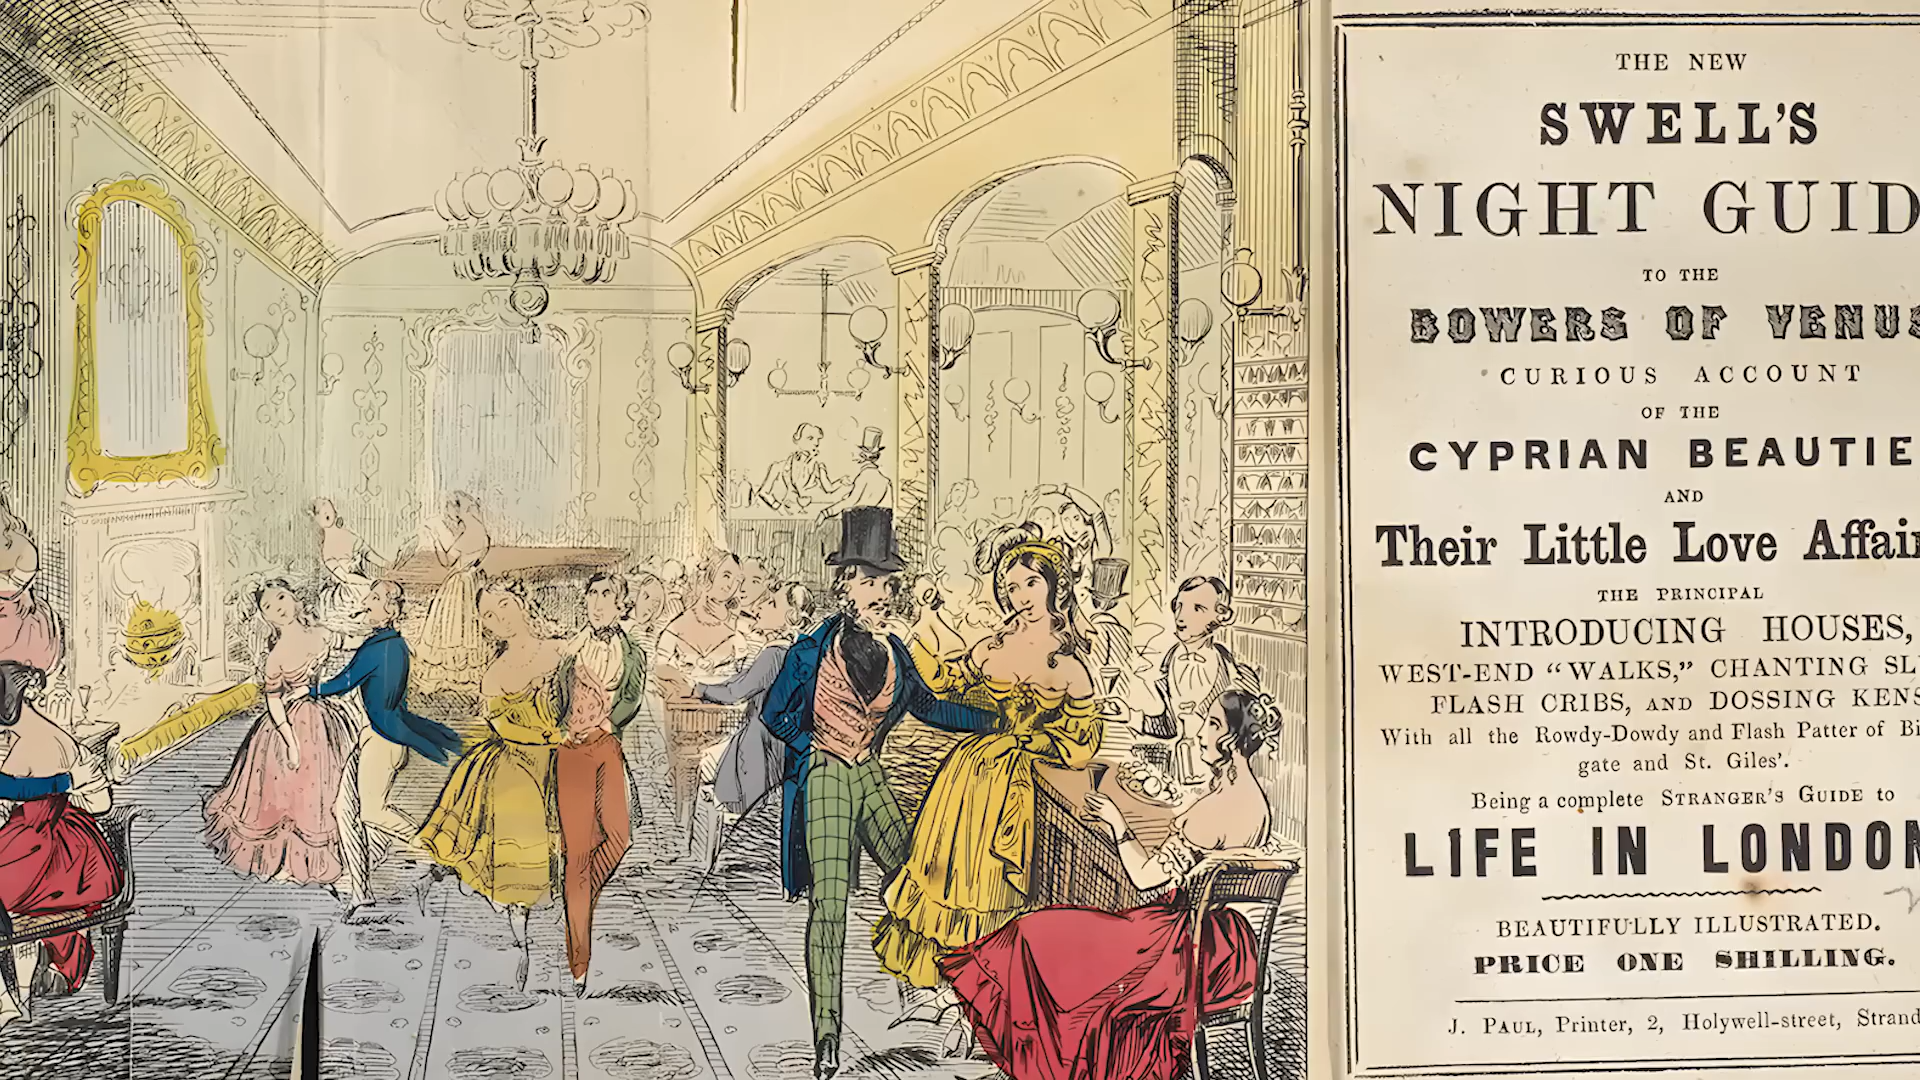 THE NEW
SWELL'S
NIGHT GUID
TO THE
BOWERS OF VENUS
CURIOUS ACCOUNT
OF THE
CYPRIAN BEAUTIE
AND
Their Little Love Affair
THE PRINCIPAL
INTRODUCING HOUSES,
WEST-END "WALKS," CHANTING SL
FLASH CRIBS, AND DOSSING KENS
With all the Rowdy-Dowdy and Flash Patter of Bi
gate and St. Giles'.
Being a complete STRANGER'S GUIDE to
LIFE IN LONDON
BEAUTIFULLY ILLUSTRATED.
PRICE ONE SHILLING.
J. PAUL, Printer, 2, Holywell-street, Strand